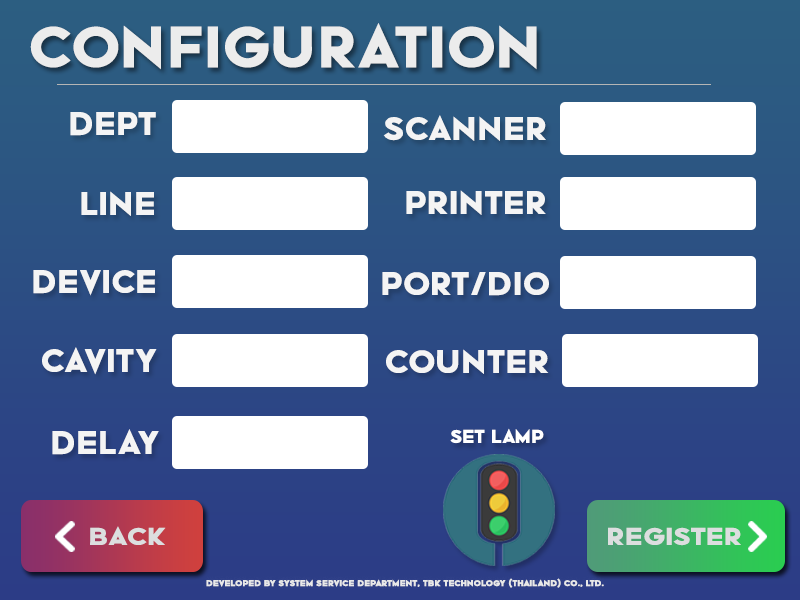 CONFIGURATION
DEPT
SCANNER
LINE
PRINTER
DEVICE
PORT/DIO
CAVITY
COUNTER
DELAY
SET LAMP
BACK
REGISTER
DEVELOPED BY SYSTEM SERVICE DEPARTMENT, TBK TECHNOLOGY (THAILAND) CO., LTD.